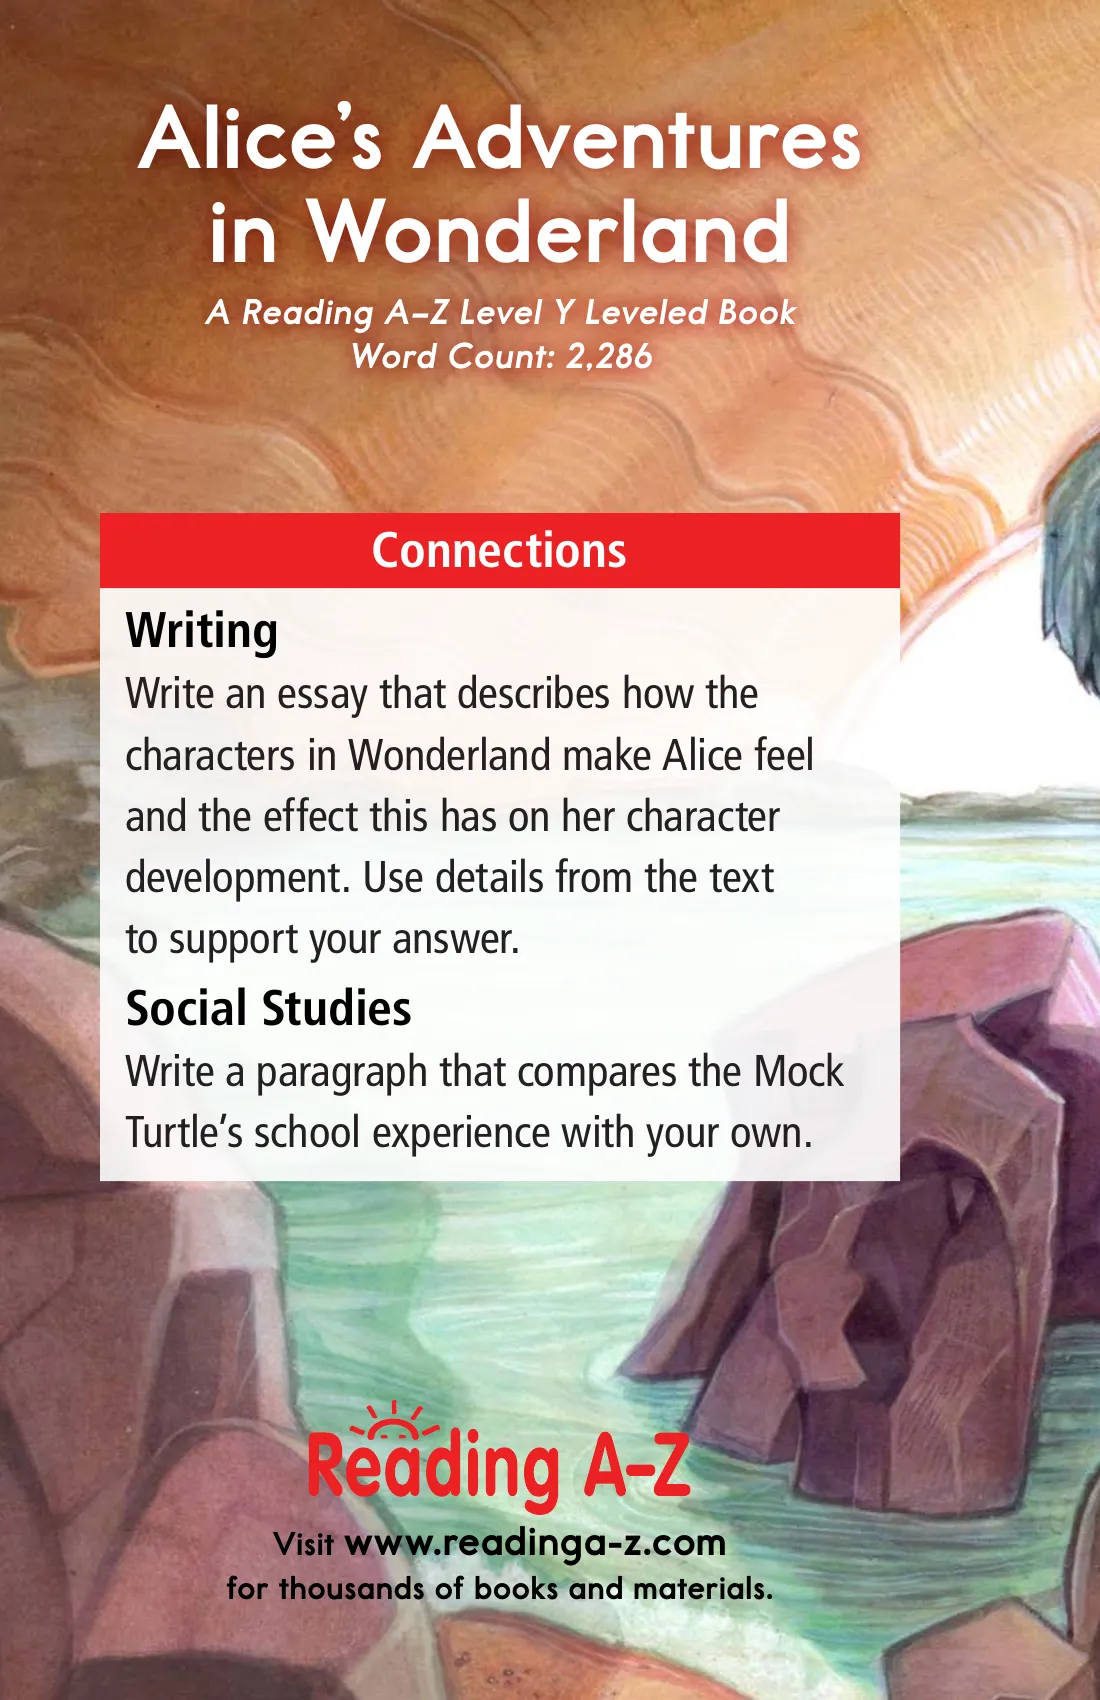 Alice’s Adventures
in Wonderland
A Reading A–Z Level Y Leveled Book
Word Count: 2,286
Connections
Writing
Write an essay that describes how the
characters in Wonderland make Alice feel
and the effect this has on her character
development. Use details from the text
to support your answer.
Social Studies
Write a paragraph that compares the Mock
Turtle’s school experience with your own.
Reading A–Z
Visit www.readinga-z.com
for thousands of books and materials.